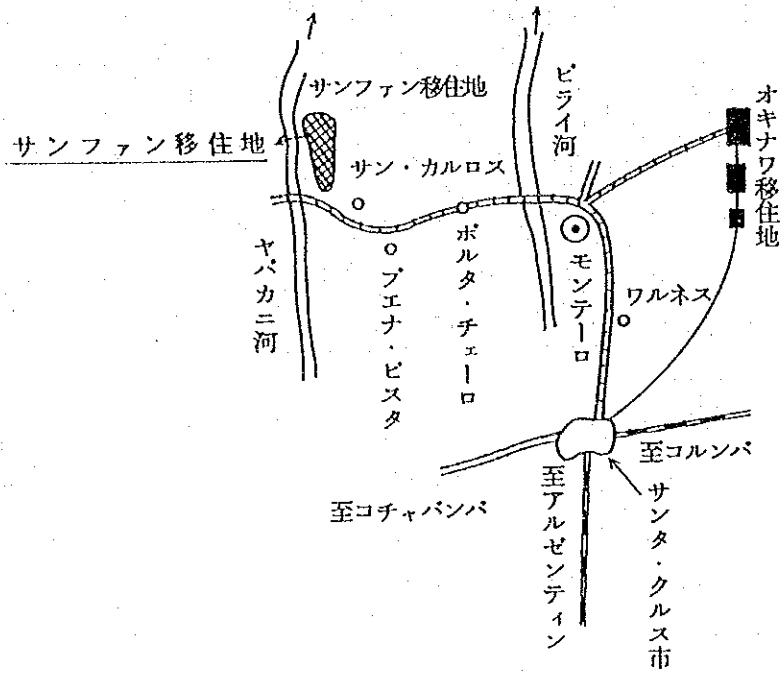 サンファン移住地
サンファン移住地
サン・カルロス
ヤパカニ河
ブエナ・ビスタ
ポルタ・チェーロ
ピライ河
モンテーロ
ワルネス
オキナワ移住地
至コチャバンバ
至アルゼンティン
至コルンバ
サンタ・クルス市